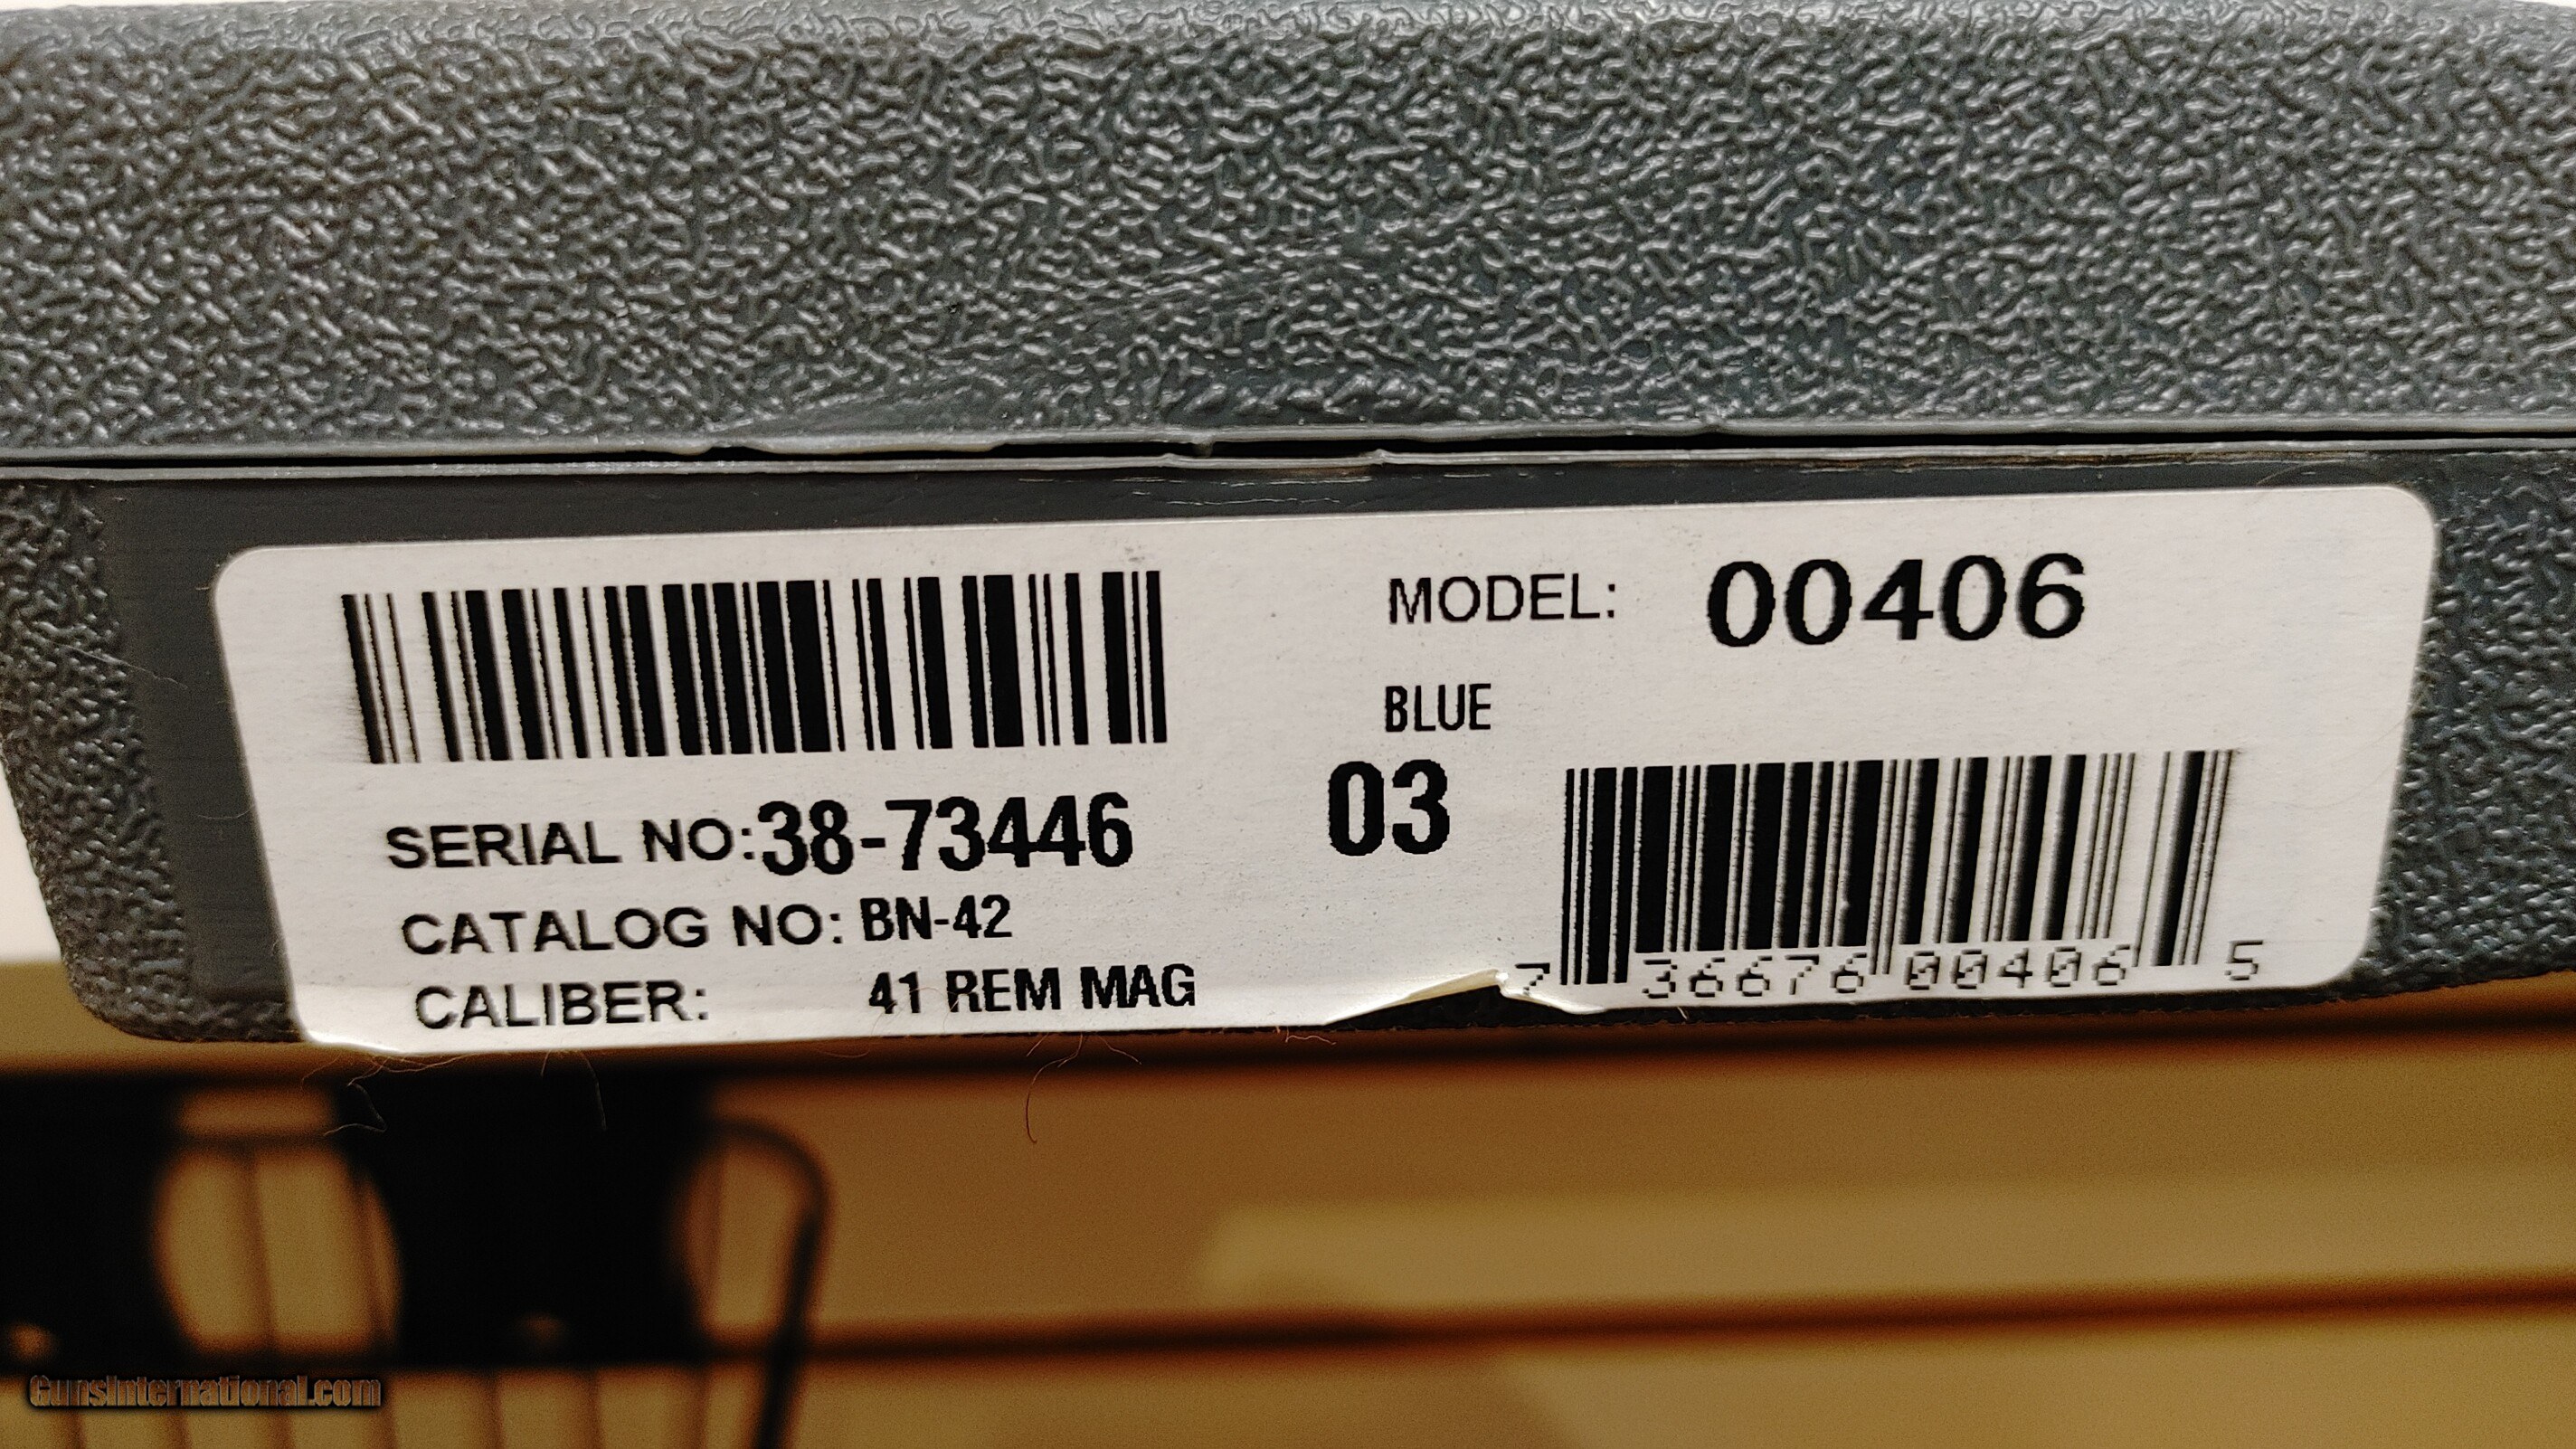 MODEL: 00406
BLUE
03
SERIAL NO:38-73446
CATALOG NO: BN-42
CALIBER: 41 REM MAG
7 36676 00406 5
GunsInternational.com